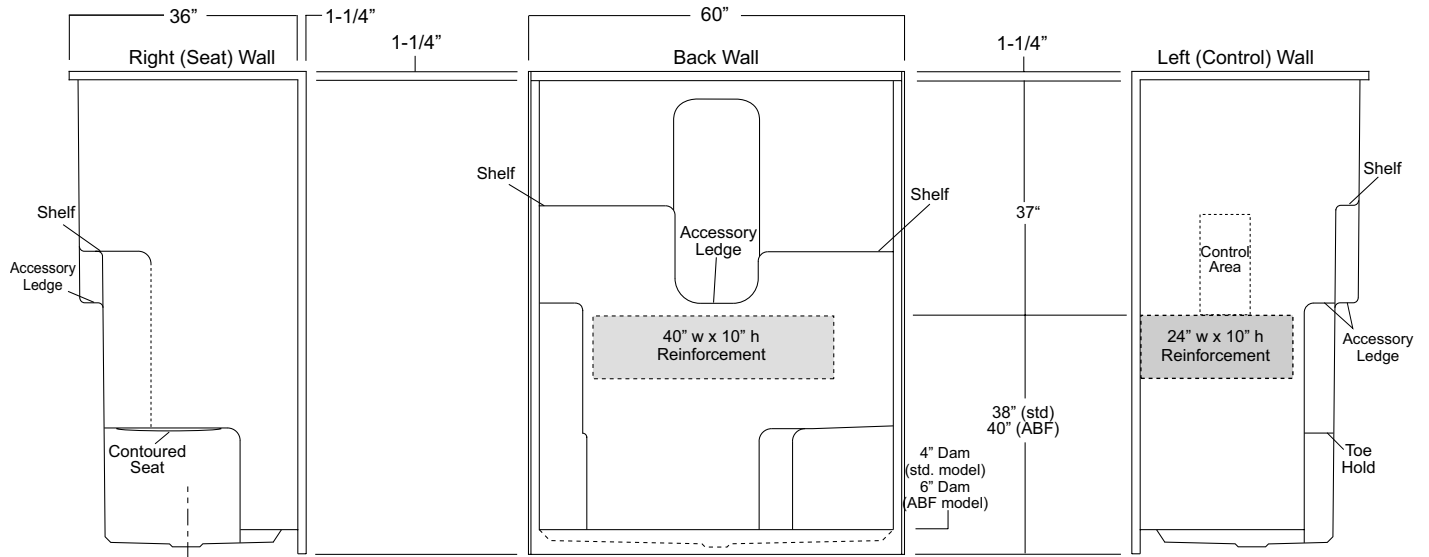 36”
1-1/4”
60”
1-1/4”
1-1/4”
Right (Seat) Wall
Back Wall
Left (Control) Wall
Shelf
Accessory
Ledge
Contoured
Seat
Shelf
Shelf
Accessory
Ledge
40” w x 10” h
Reinforcement
37“
38” (std)
40” (ABF)
4” Dam
(std. model)
6” Dam
(ABF model)
Shelf
Control
Area
24” w x 10” h
Reinforcement
Accessory
Ledge
Toe
Hold